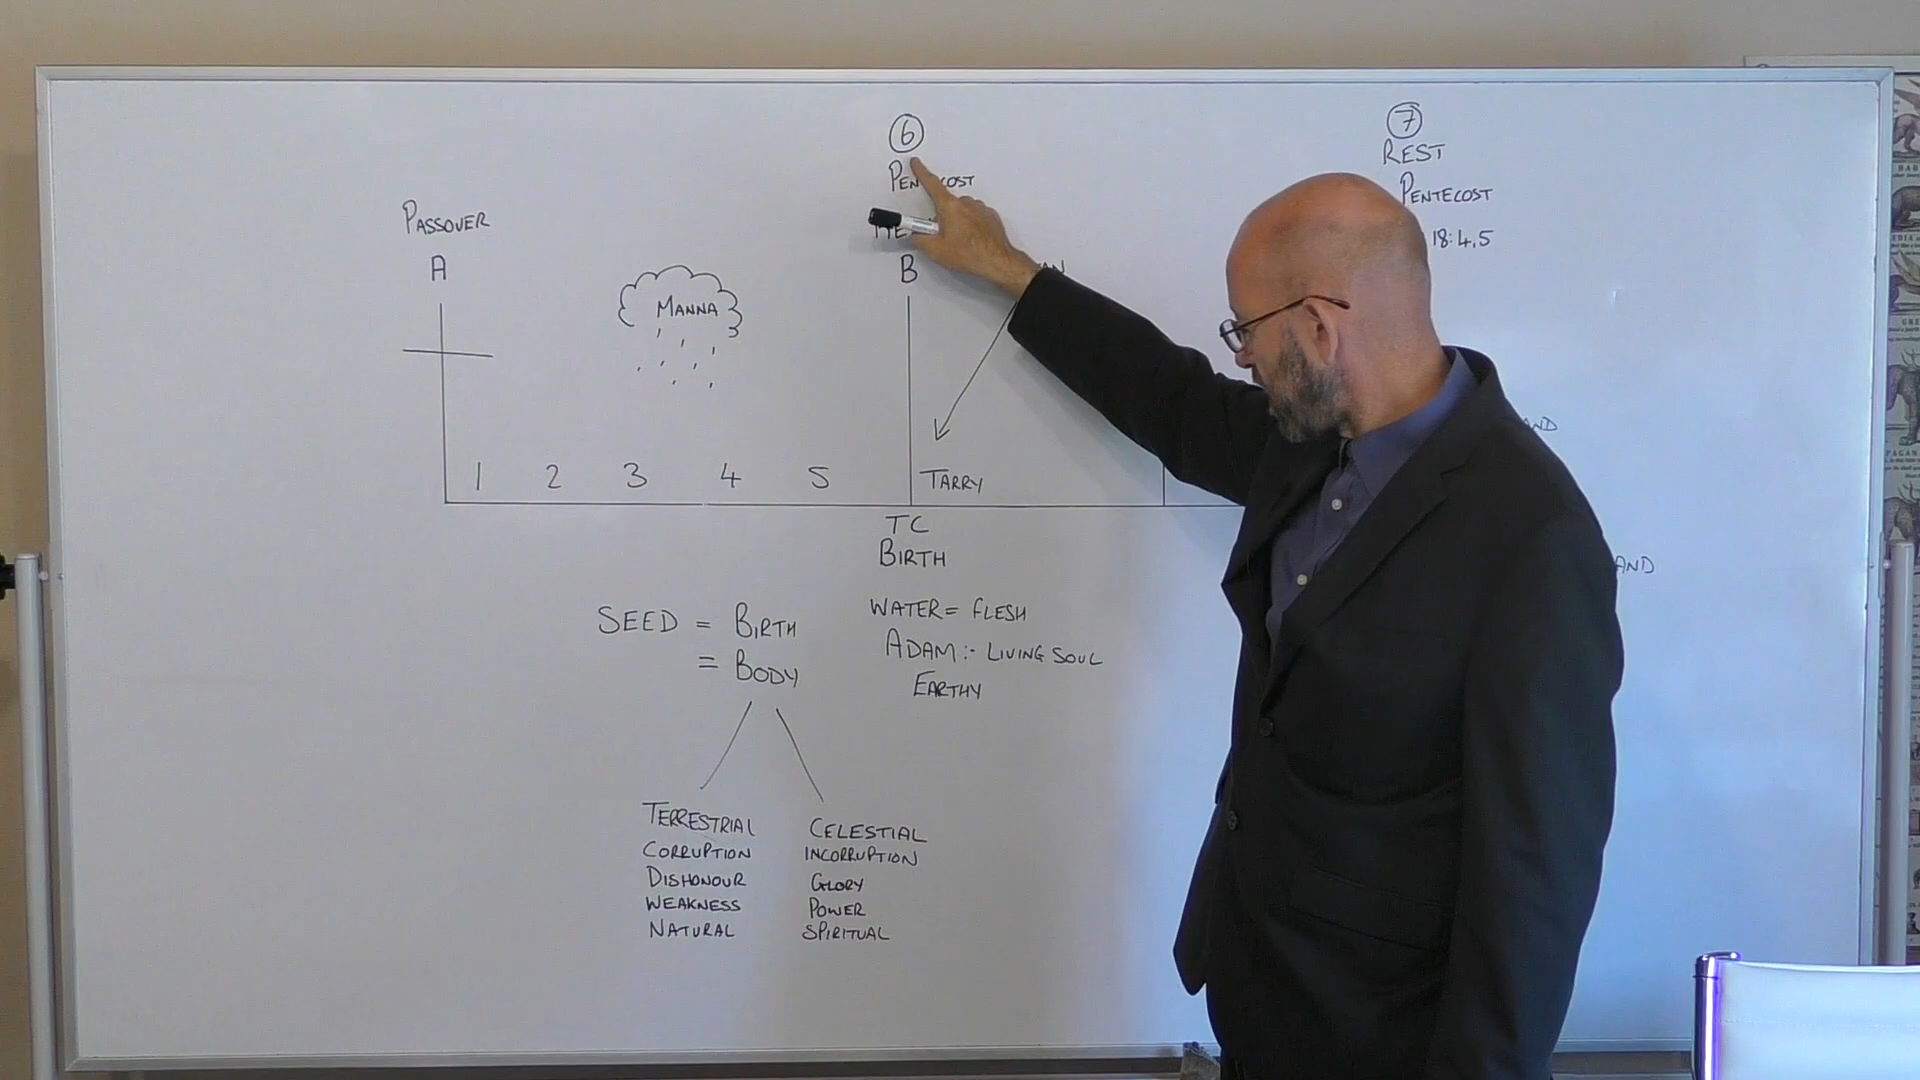 6
PENTECOST
7
REST
PENTECOST
18:4,5
PASSOVER
A
B
MANNA
1 2 3 4 5
TARRY
TC
BIRTH
SEED = BIRTH
= BODY
WATER = FLESH
ADAM :- LIVING SOUL
EARTHY
TERRESTRIAL
CORRUPTION
DISHONOUR
WEAKNESS
NATURAL
CELESTIAL
INCORRUPTION
GLORY
POWER
SPIRITUAL